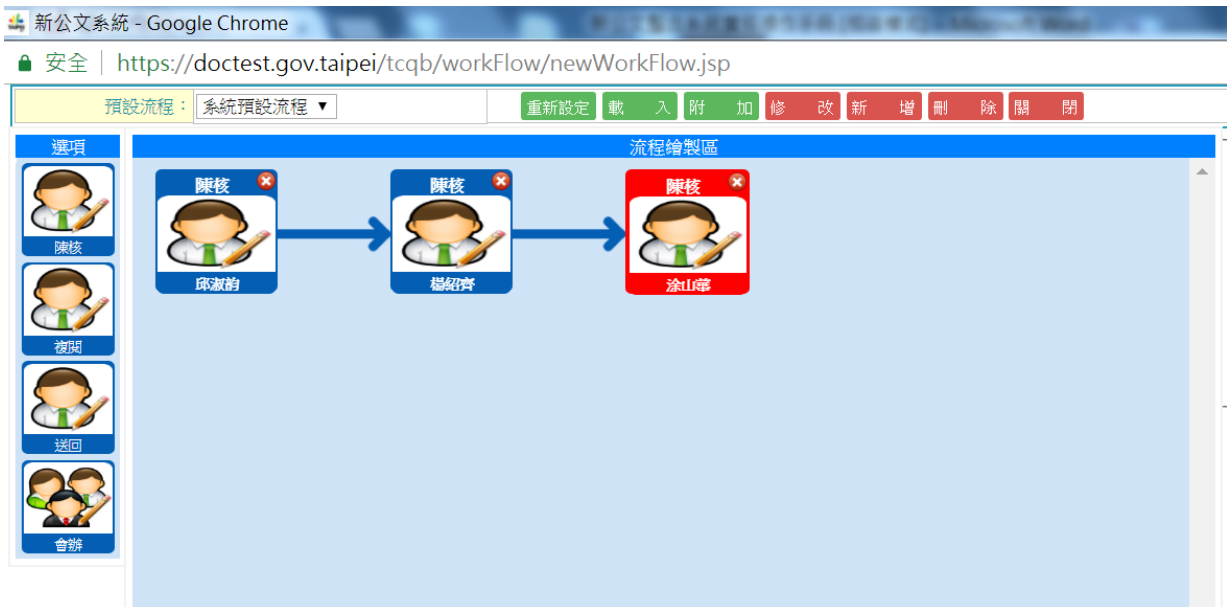 新公文系統 - Google Chrome
安全 | https://doctest.gov.taipei/tcqb/workFlow/newWorkFlow.jsp
預設流程： 系統預設流程 ▼ 重新設定 載 入 附 加 修 改 新 增 刪 除 關 閉
選項
流程繪製區
陳核
複閱
送回
會辦
陳核
邱淑韵
陳核
楊紹齊
陳核
涂山華